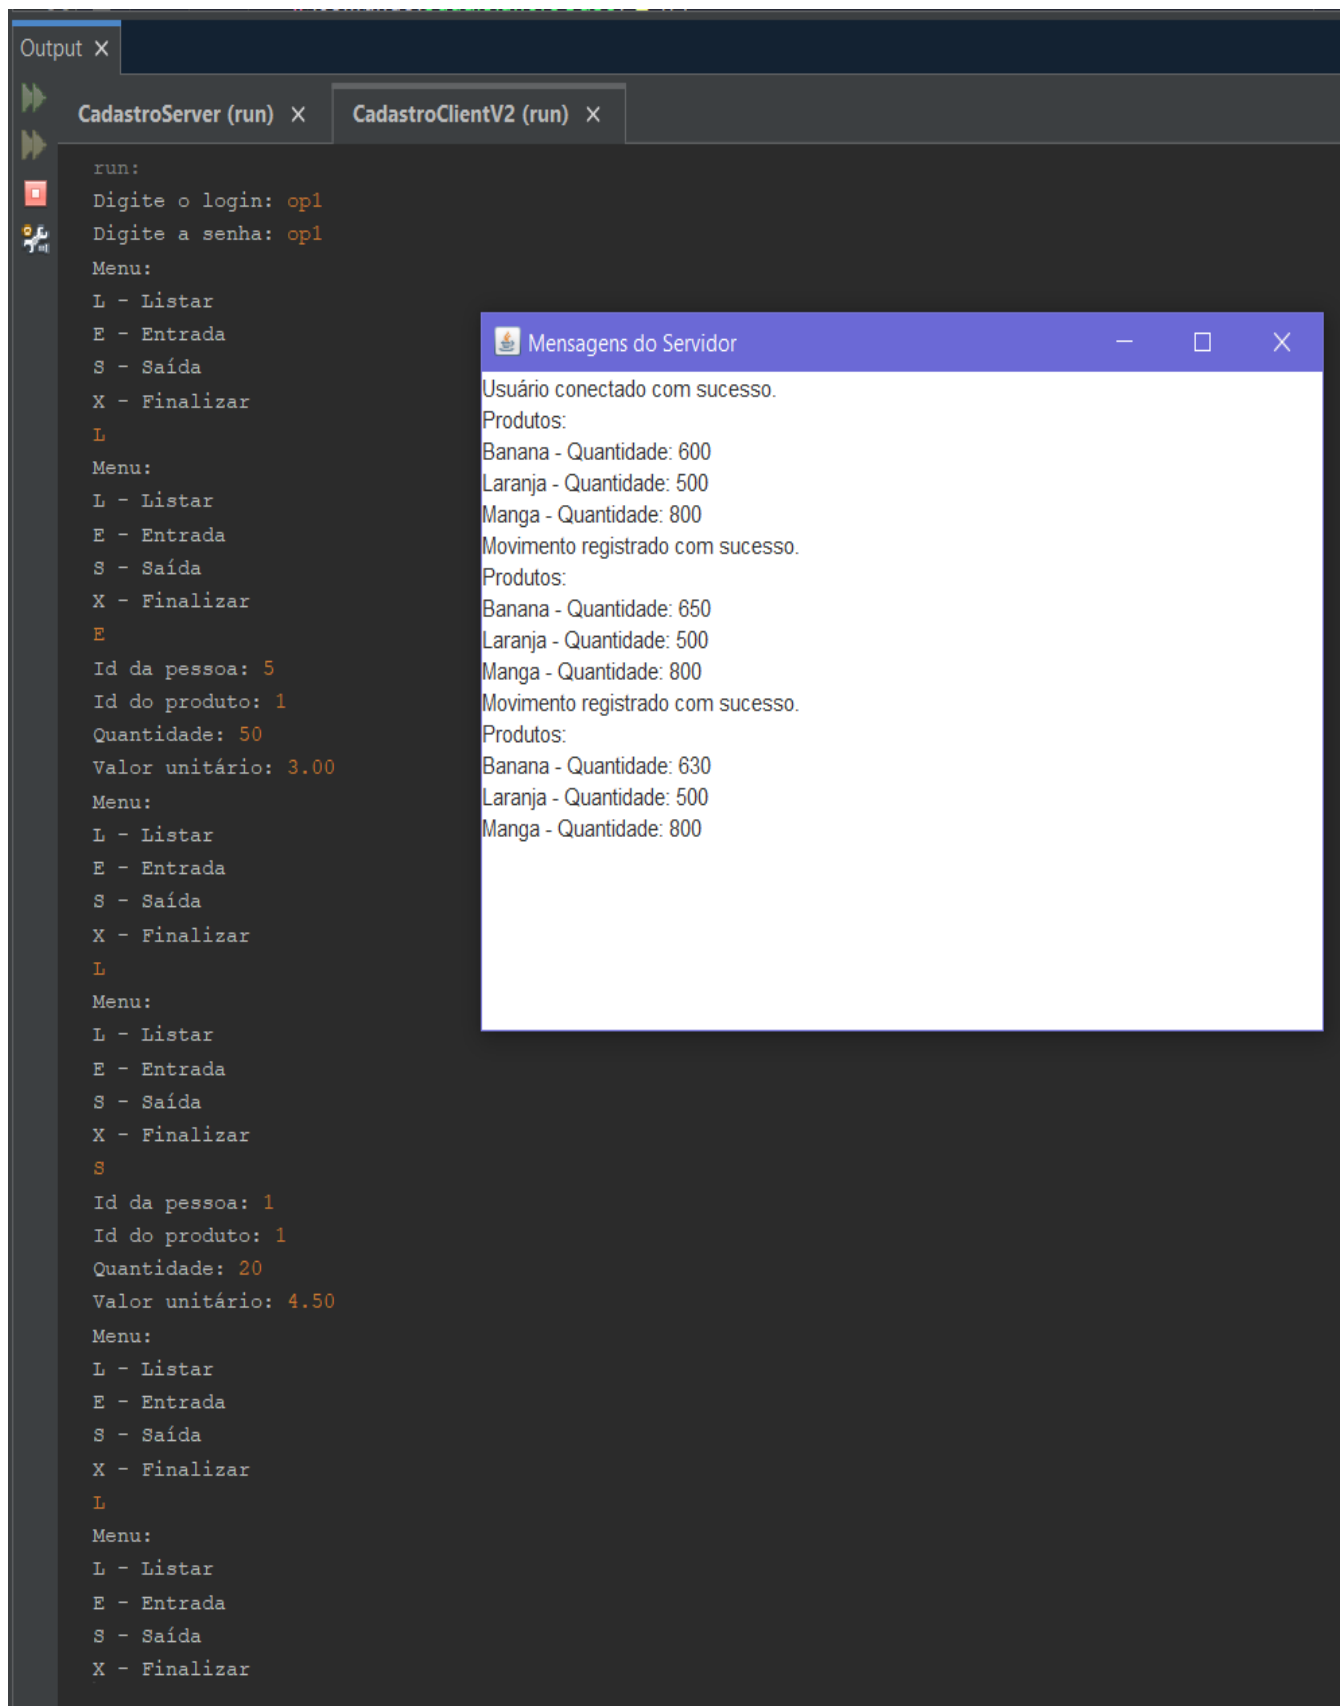 Output
CadastroServer (run)
CadastroClientV2 (run)
run:
Digite o login: op1
Digite a senha: op1
Menu:
L - Listar
E - Entrada
S - Saída
X - Finalizar
L
Menu:
L - Listar
E - Entrada
S - Saída
X - Finalizar
E
Id da pessoa: 5
Id do produto: 1
Quantidade: 50
Valor unitário: 3.00
Menu:
L - Listar
E - Entrada
S - Saída
X - Finalizar
L
Menu:
L - Listar
E - Entrada
S - Saída
X - Finalizar
S
Id da pessoa: 1
Id do produto: 1
Quantidade: 20
Valor unitário: 4.50
Menu:
L - Listar
E - Entrada
S - Saída
X - Finalizar
L
Menu:
L - Listar
E - Entrada
S - Saída
X - Finalizar
Mensagens do Servidor
Usuário conectado com sucesso.
Produtos:
Banana - Quantidade: 600
Laranja - Quantidade: 500
Manga - Quantidade: 800
Movimento registrado com sucesso.
Produtos:
Banana - Quantidade: 650
Laranja - Quantidade: 500
Manga - Quantidade: 800
Movimento registrado com sucesso.
Produtos:
Banana - Quantidade: 630
Laranja - Quantidade: 500
Manga - Quantidade: 800